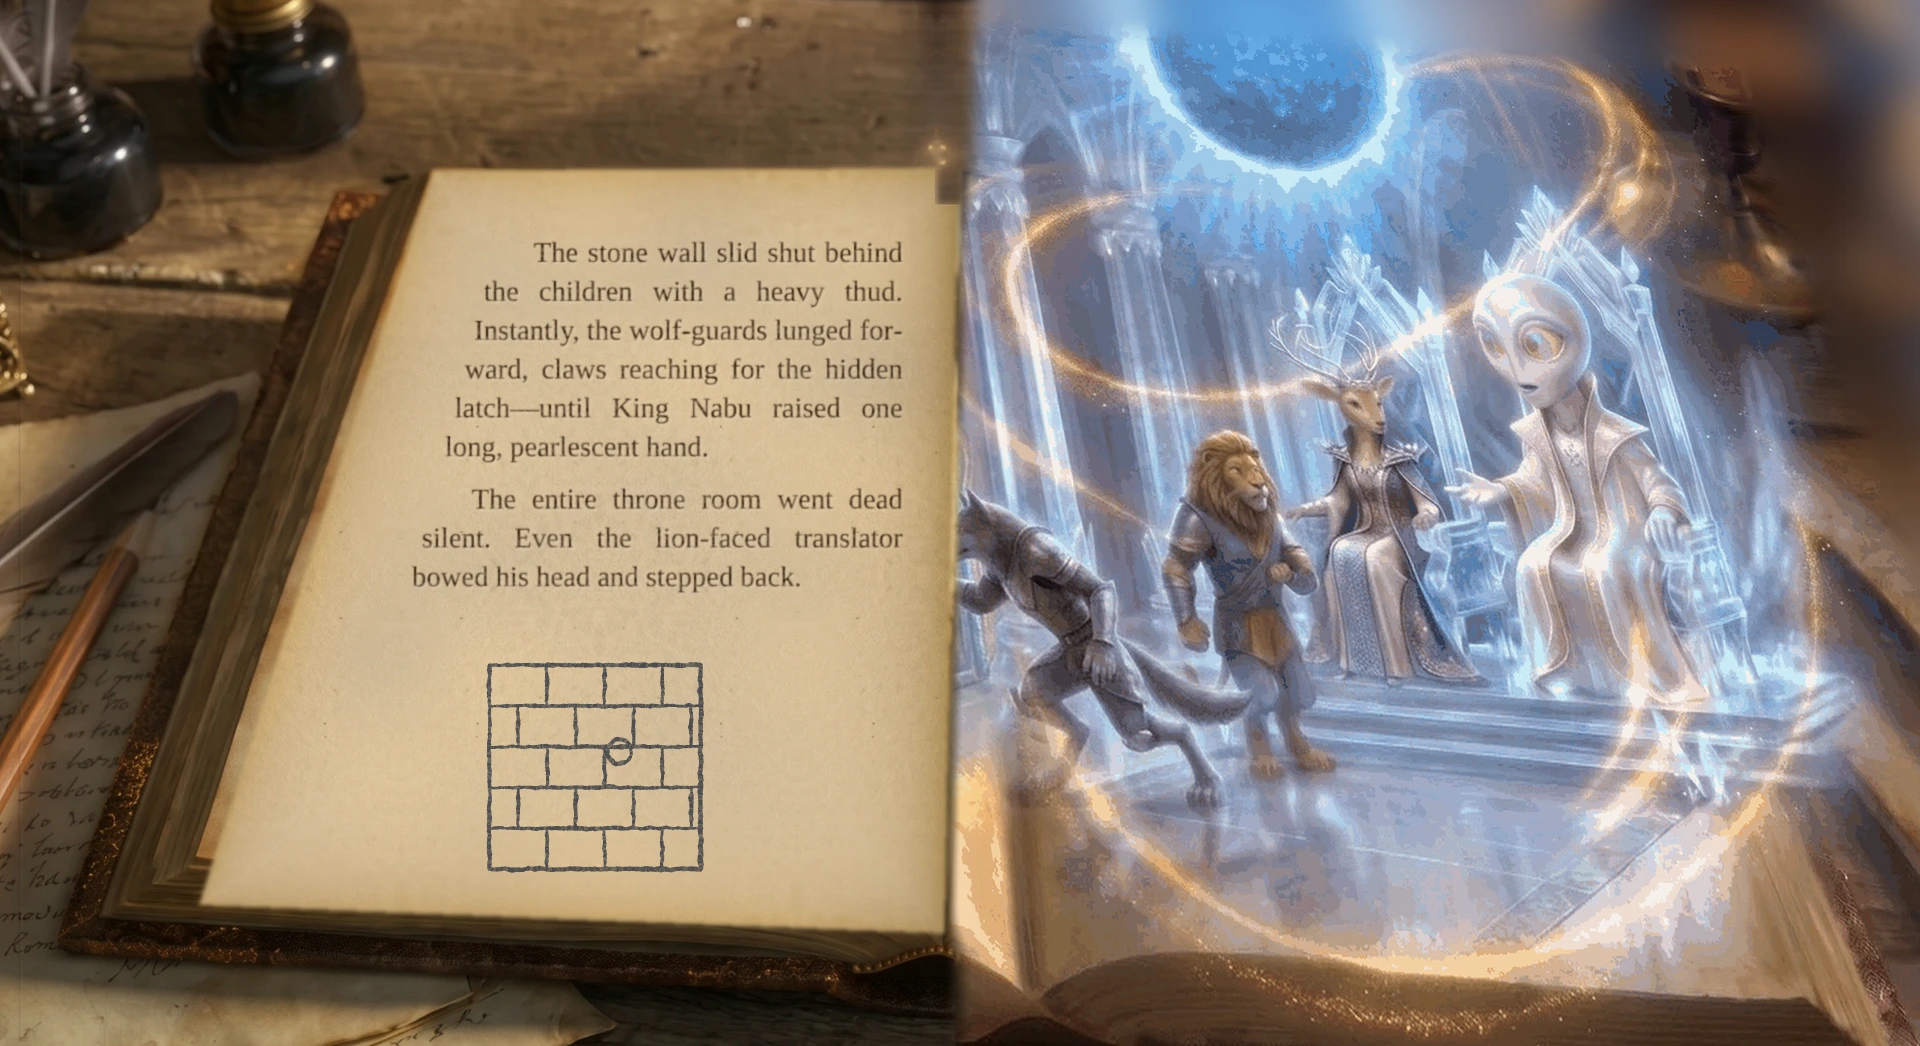 The stone wall slid shut behind
the children with a heavy thud.
Instantly, the wolf-guards lunged for-
ward, claws reaching for the hidden
latch—until King Nabu raised one
long, pearlescent hand.
The entire throne room went dead
silent. Even the lion-faced translator
bowed his head and stepped back.